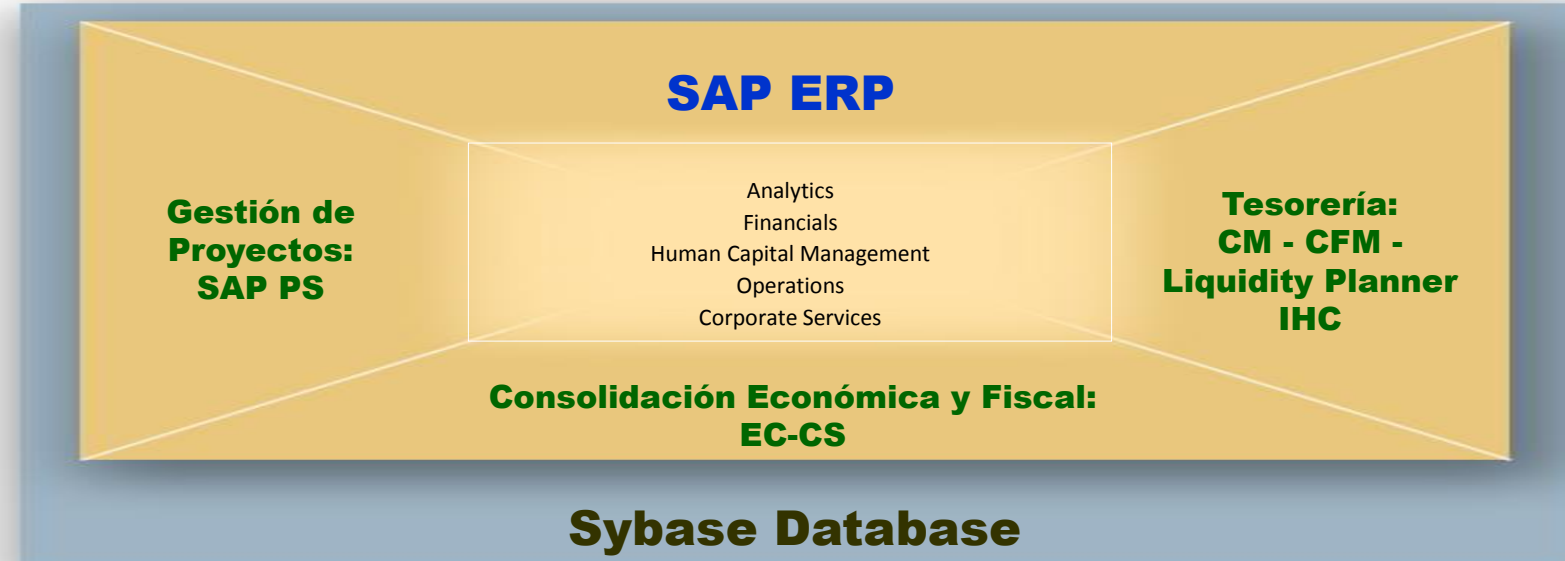 SAP ERP
Gestión de
Proyectos:
SAP PS
Analytics
Financials
Human Capital Management
Operations
Corporate Services
Tesorería:
CM - CFM -
Liquidity Planner
IHC
Consolidación Económica y Fiscal:
EC-CS
Sybase Database